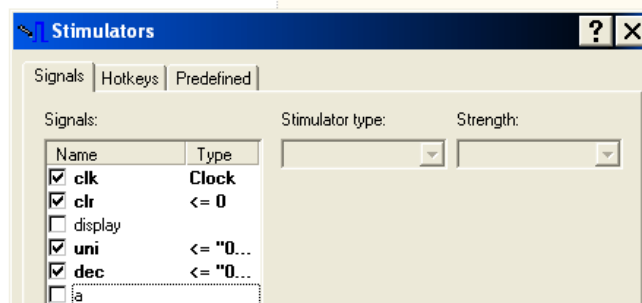 Stimulators
Signals Hotkeys Predefined
Signals: Stimulator type: Strength:
Name Type
clk Clock
clr <= 0
display
uni <= "0...
dec <= "0...
a